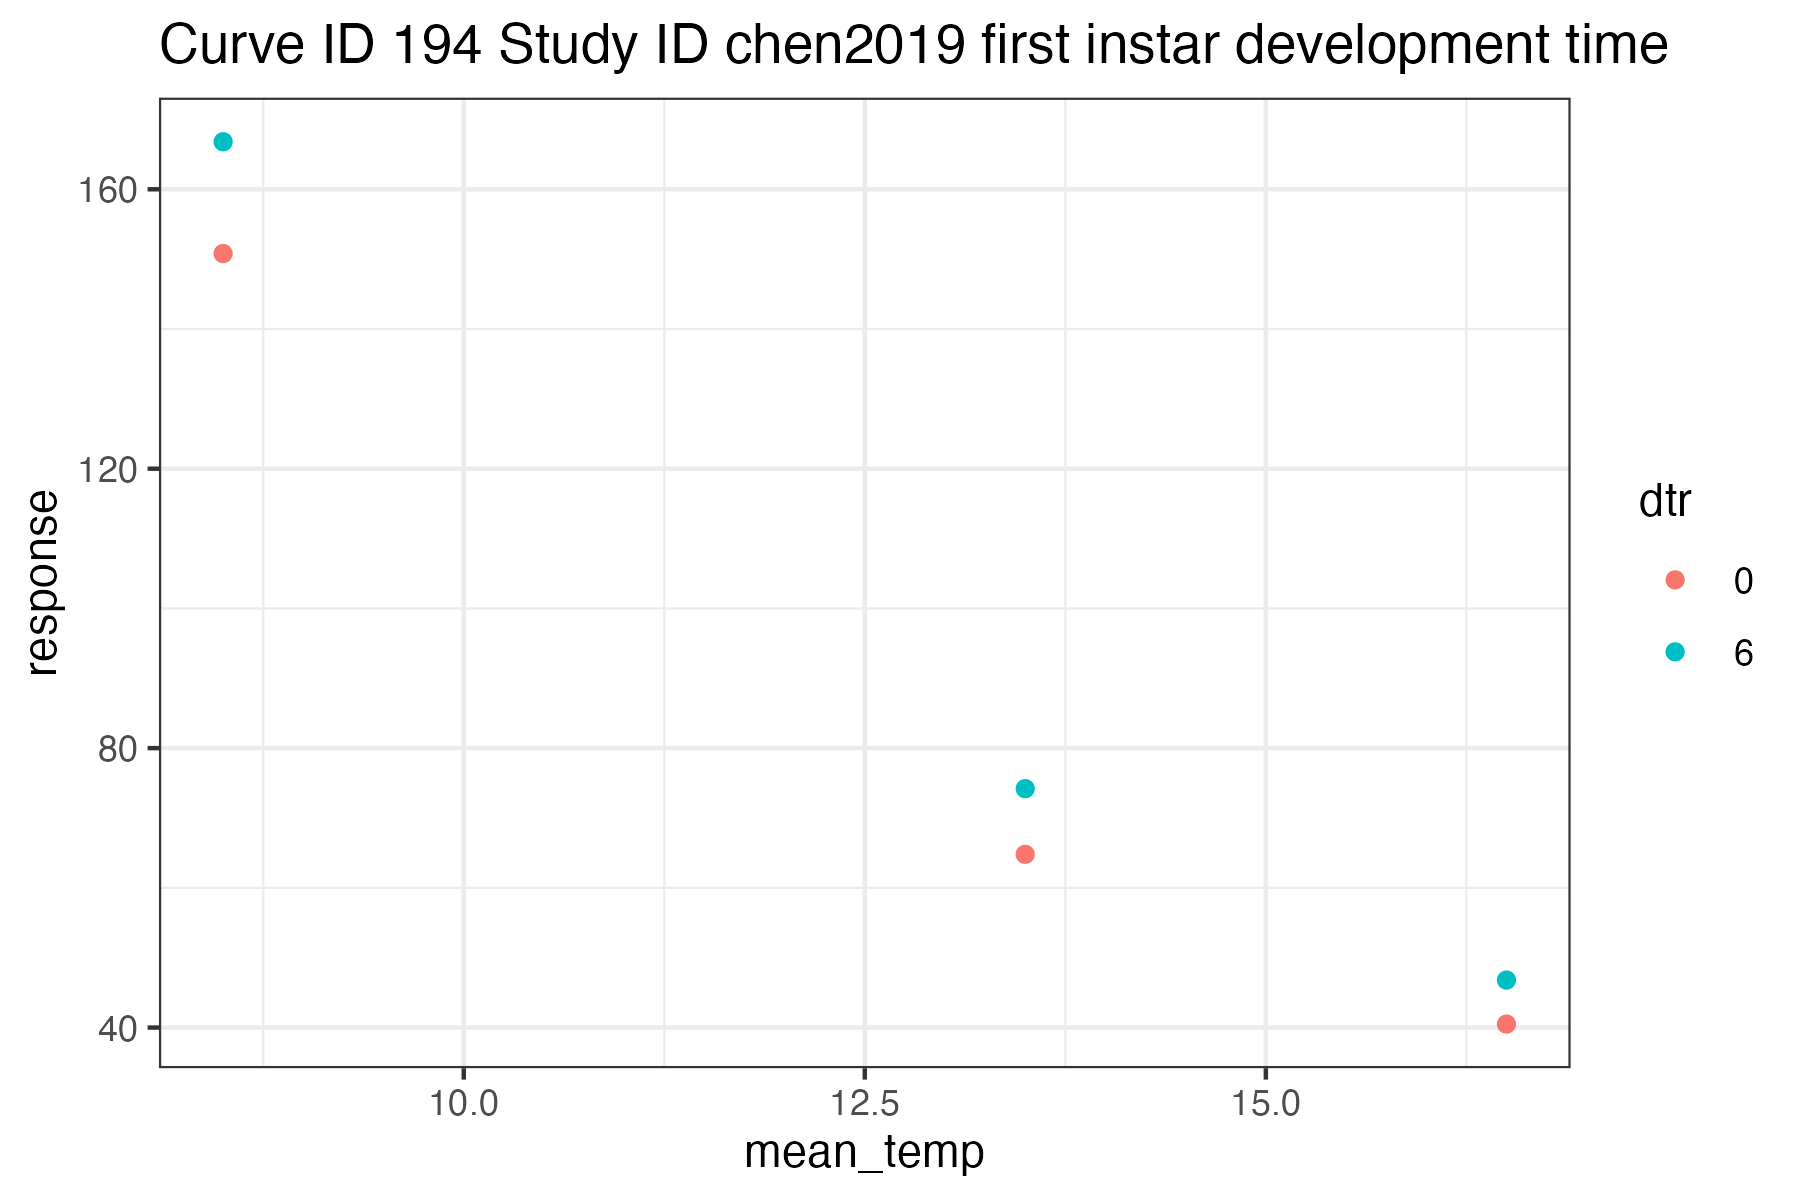 Curve ID 194 Study ID chen2019 first instar development time
160
120
80
40
response
10.0
12.5
15.0
mean_temp
dtr
0
6